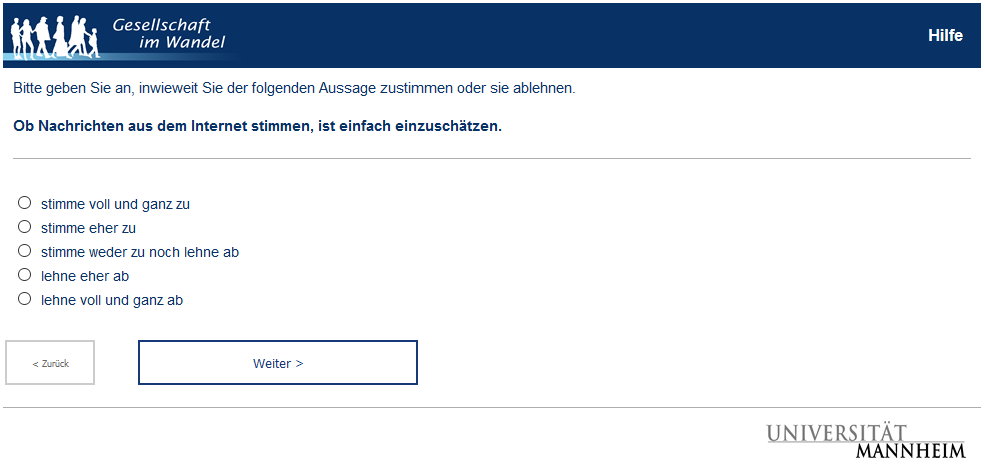 Gesellschaft
im Wandel
Hilfe
Bitte geben Sie an, inwieweit Sie der folgenden Aussage zustimmen oder sie ablehnen.
Ob Nachrichten aus dem Internet stimmen, ist einfach einzuschätzen.
stimme voll und ganz zu
stimme eher zu
stimme weder zu noch lehne ab
lehne eher ab
lehne voll und ganz ab
< Zurück
Weiter >
UNIVERSITÄT
MANNHEIM